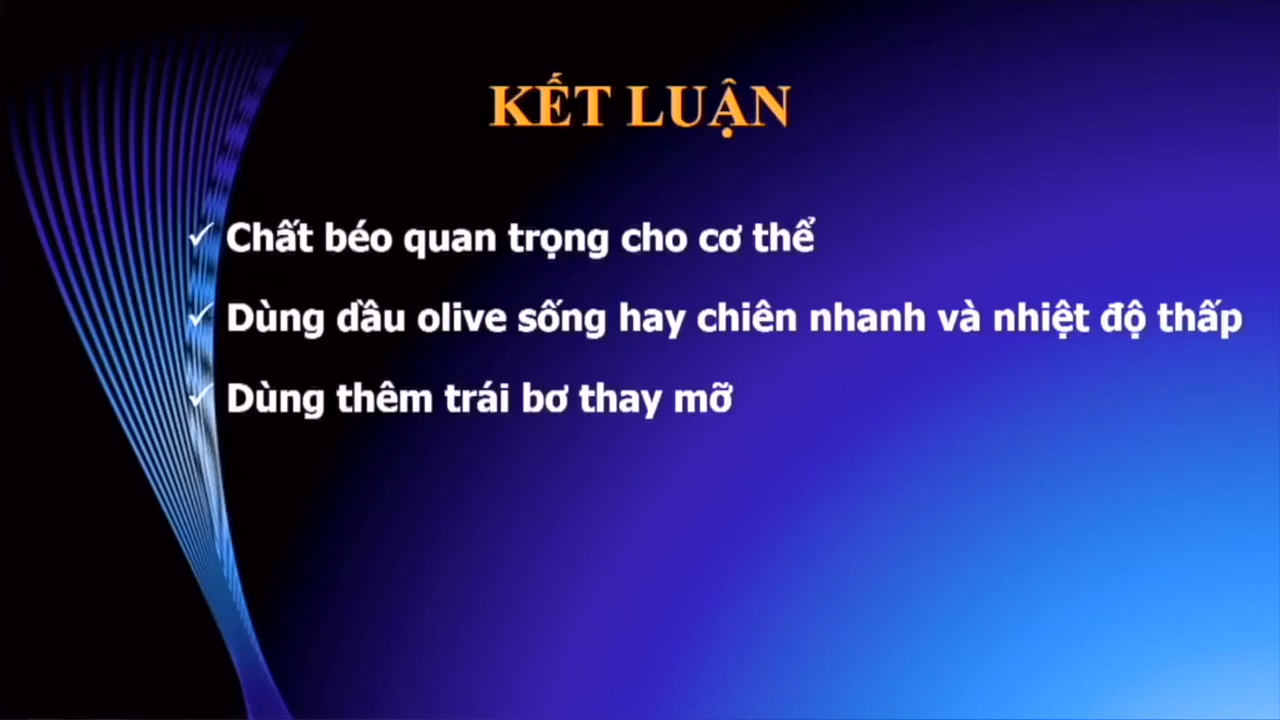 KẾT LUẬN
✓ Chất béo quan trọng cho cơ thể
✓ Dùng dầu olive sống hay chiên nhanh và nhiệt độ thấp
✓ Dùng thêm trái bơ thay mỡ